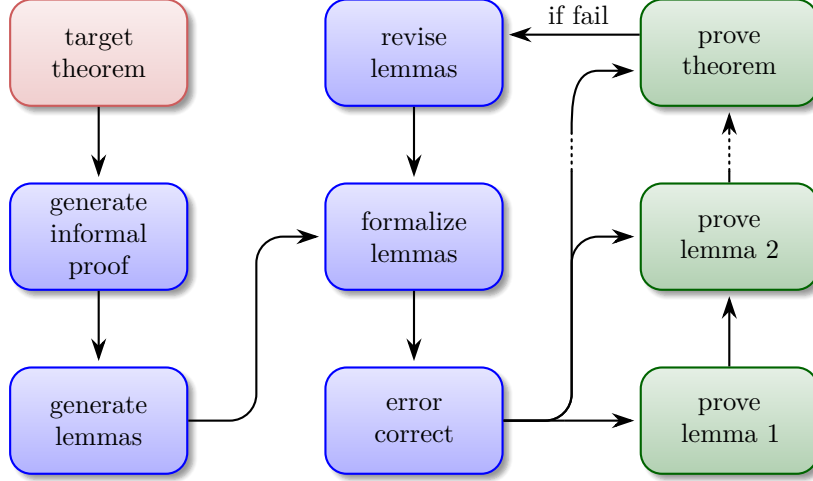 target
theorem
generate
informal
proof
generate
lemmas
revise
lemmas
formalize
lemmas
error
correct
if fail
prove
theorem
prove
lemma 2
prove
lemma 1